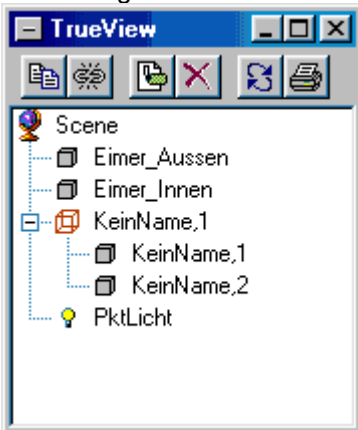 TrueView
Scene
Eimer_Aussen
Eimer_Innen
KeinName,1
KeinName,1
KeinName,2
PktLicht